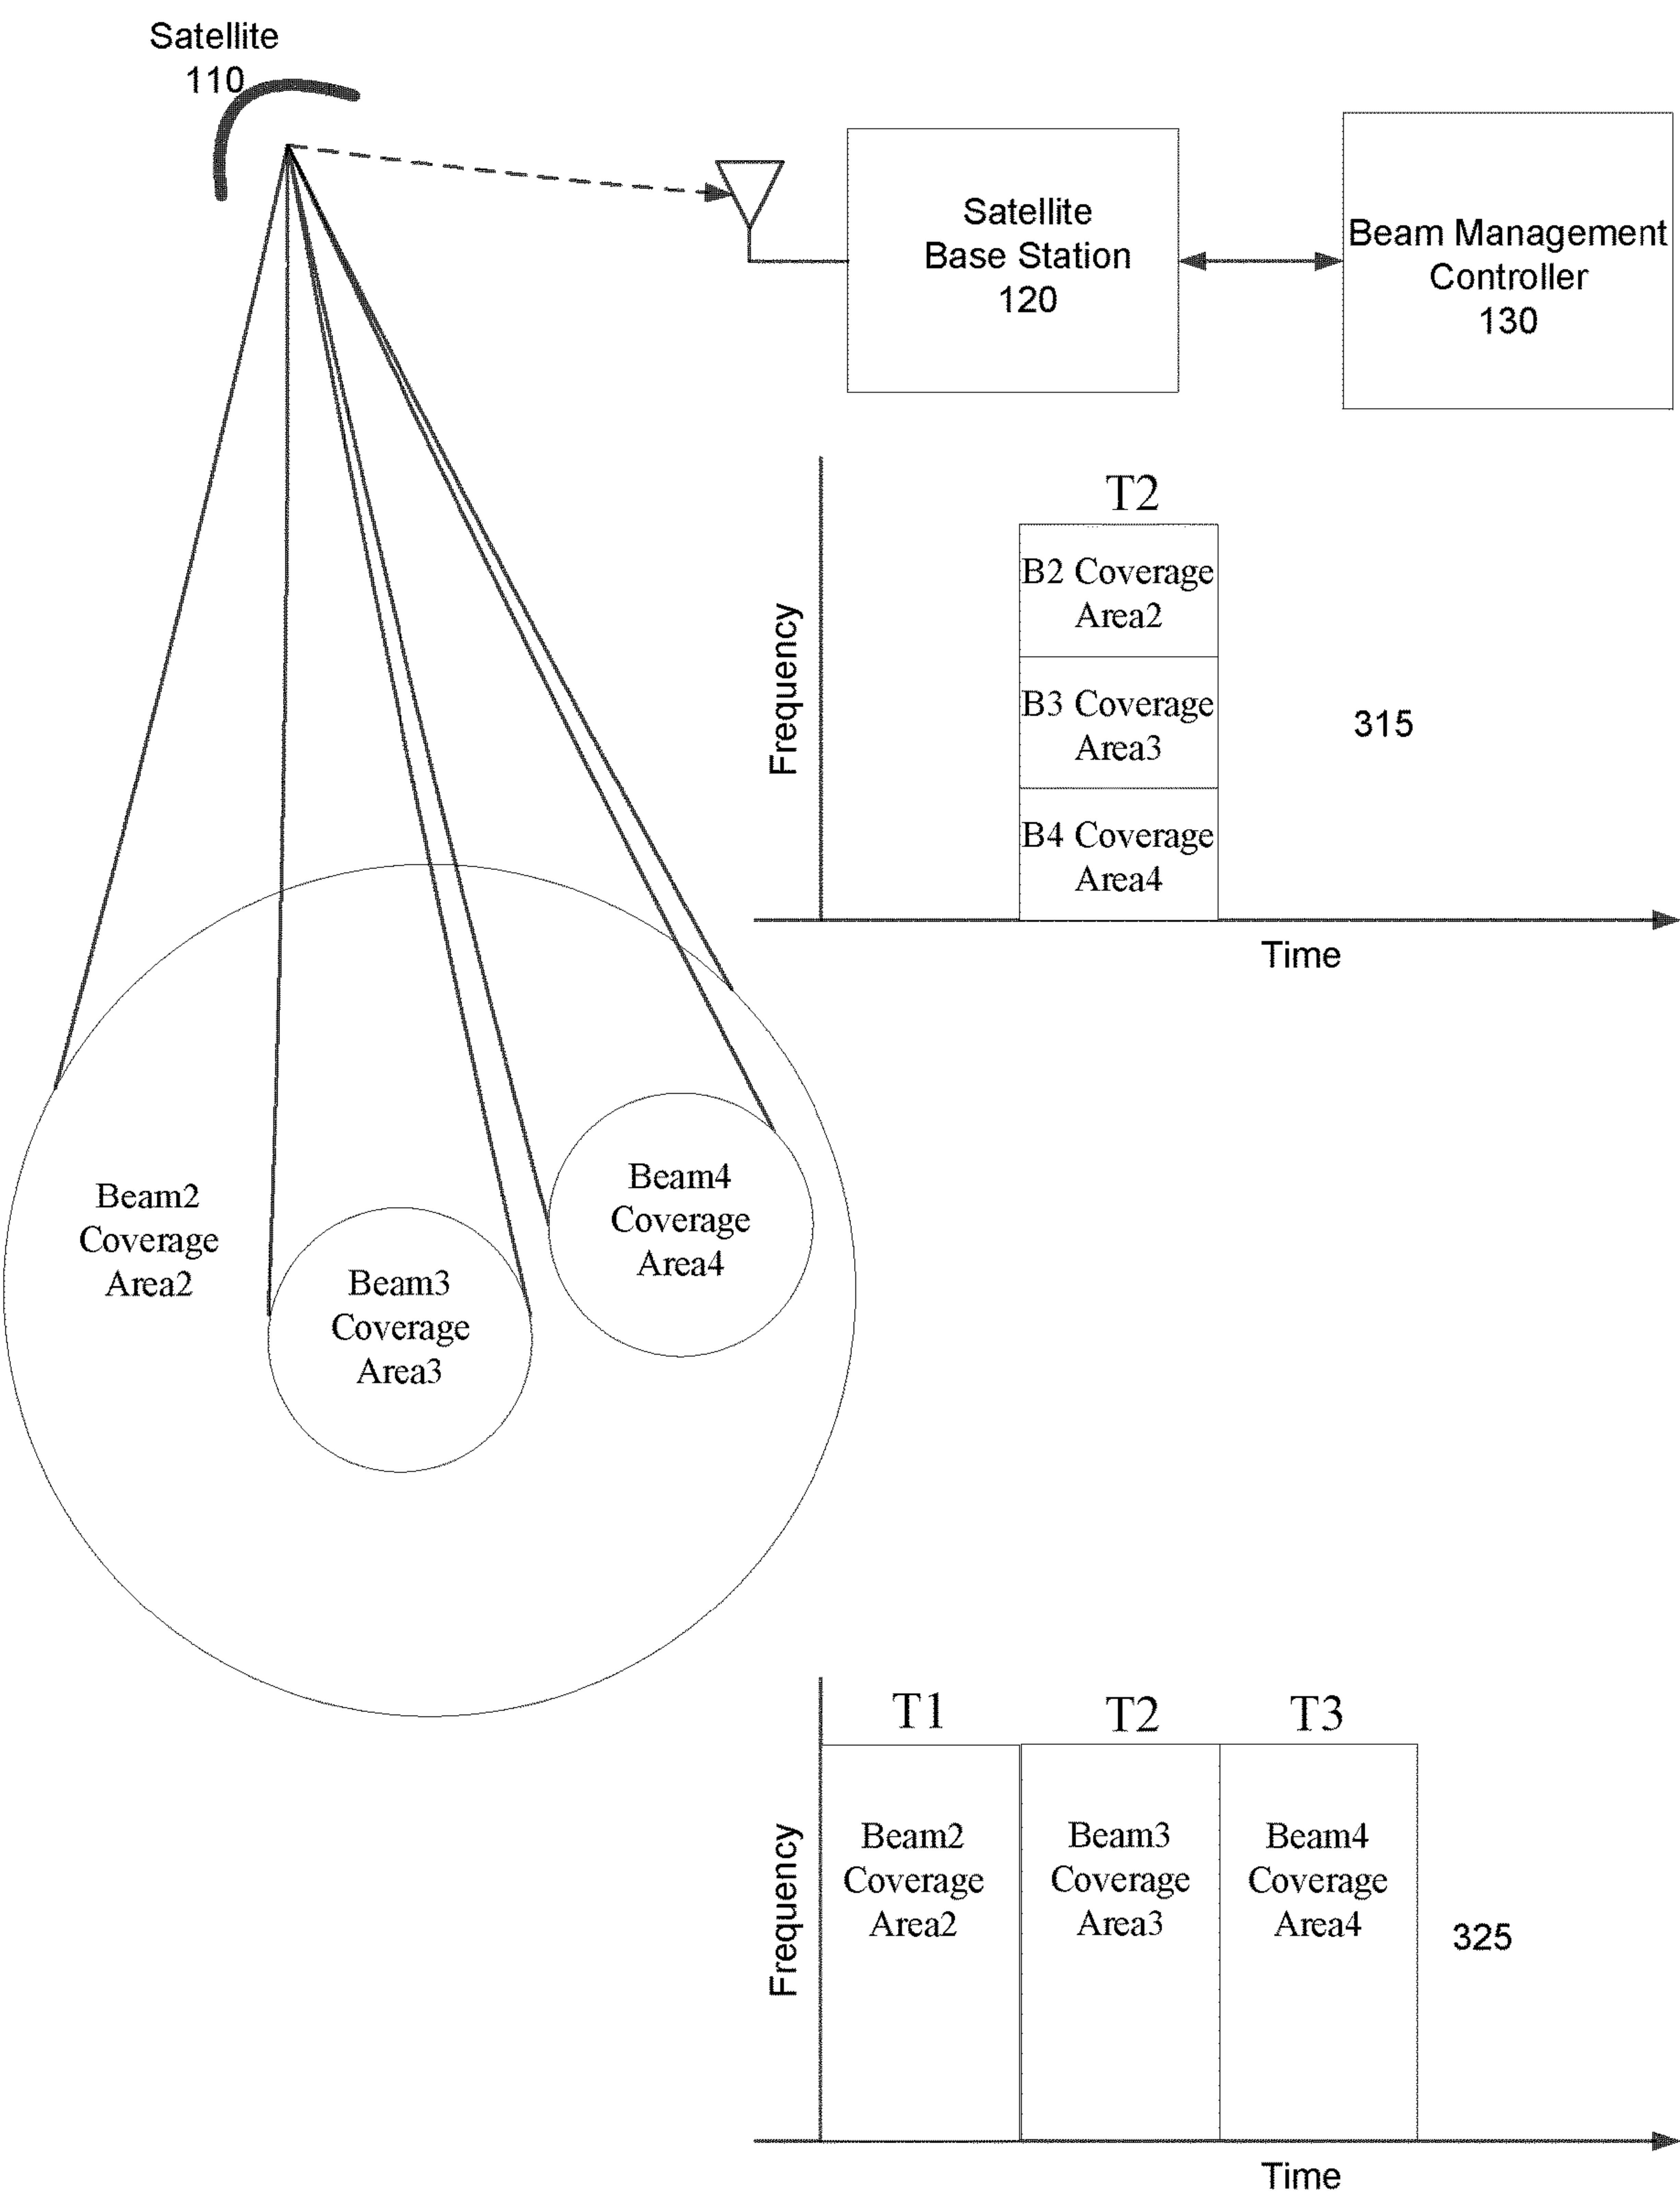 Satellite
110
Satellite
Base Station
120
Beam Management
Controller
130
T2
B2 Coverage
Area2
B3 Coverage
Area3
B4 Coverage
Area4
Frequency
Time
315
Beam2
Coverage
Area2
Beam3
Coverage
Area3
Beam4
Coverage
Area4
T1
T2
T3
Beam2
Coverage
Area2
Beam3
Coverage
Area3
Beam4
Coverage
Area4
Frequency
Time
325